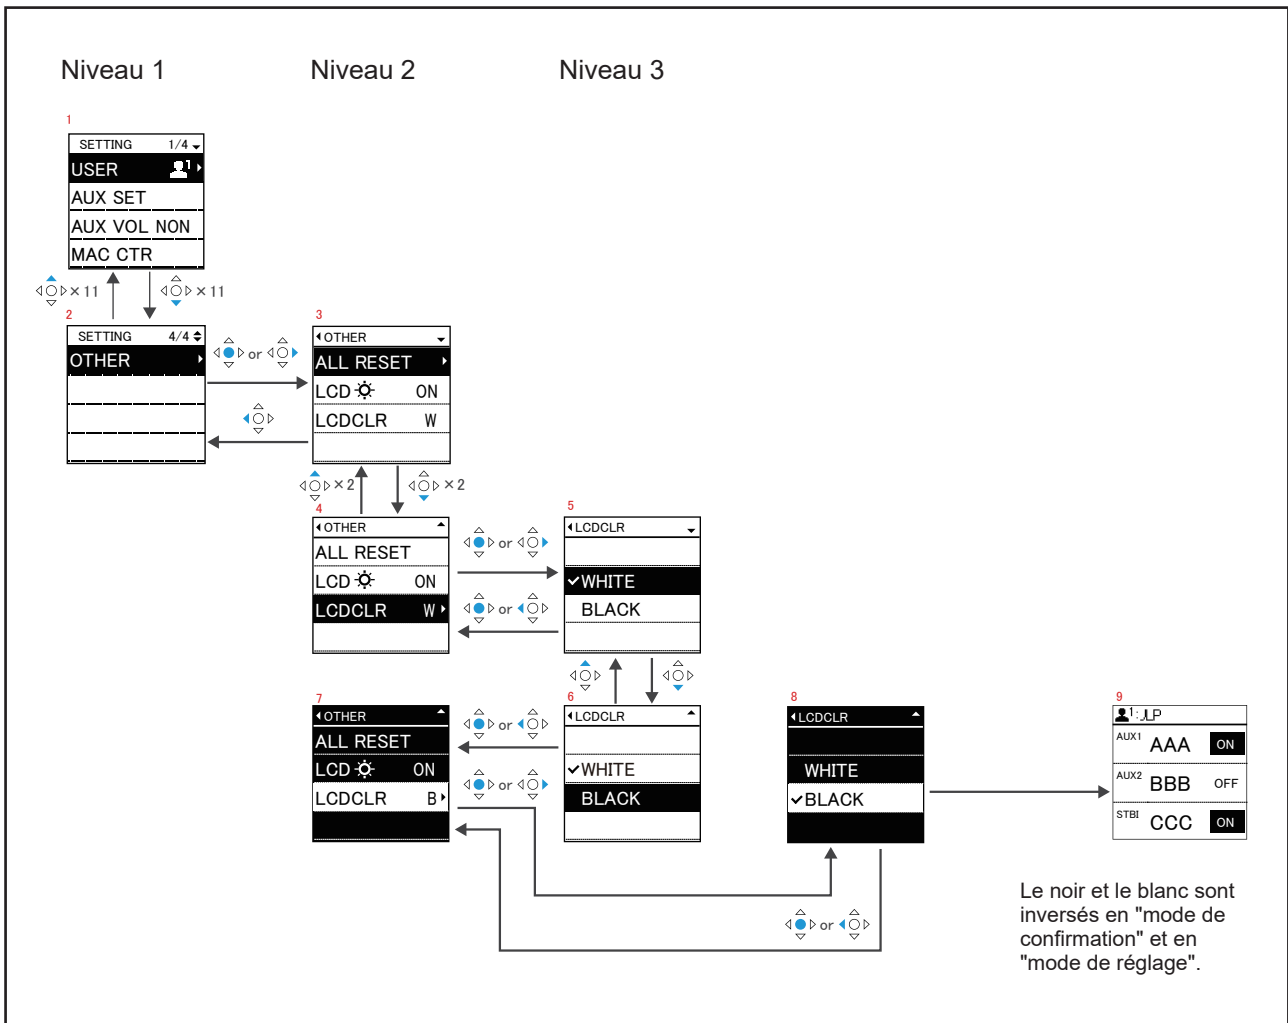 Niveau 1
Niveau 2
Niveau 3
1
SETTING 1/4
USER 1
AUX SET
AUX VOL NON
MAC CTR
×11
×11
2
SETTING 4/4
OTHER
or
3
OTHER
ALL RESET
LCD ON
LCDCLR W
×2
×2
4
OTHER
ALL RESET
LCD ON
LCDCLR W
or
or
5
LCDCLR
WHITE
BLACK
6
LCDCLR
WHITE
BLACK
7
OTHER
ALL RESET
LCD ON
LCDCLR B
or
or
8
LCDCLR
WHITE
BLACK
or
9
1:JLP
AUX1 AAA ON
AUX2 BBB OFF
STBI CCC ON
Le noir et le blanc sont
inversés en "mode de
confirmation" et en
"mode de réglage".